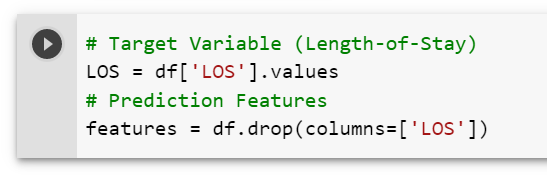 # Target Variable (Length-of-Stay)
LOS = df['LOS'].values
# Prediction Features
features = df.drop(columns=['LOS'])